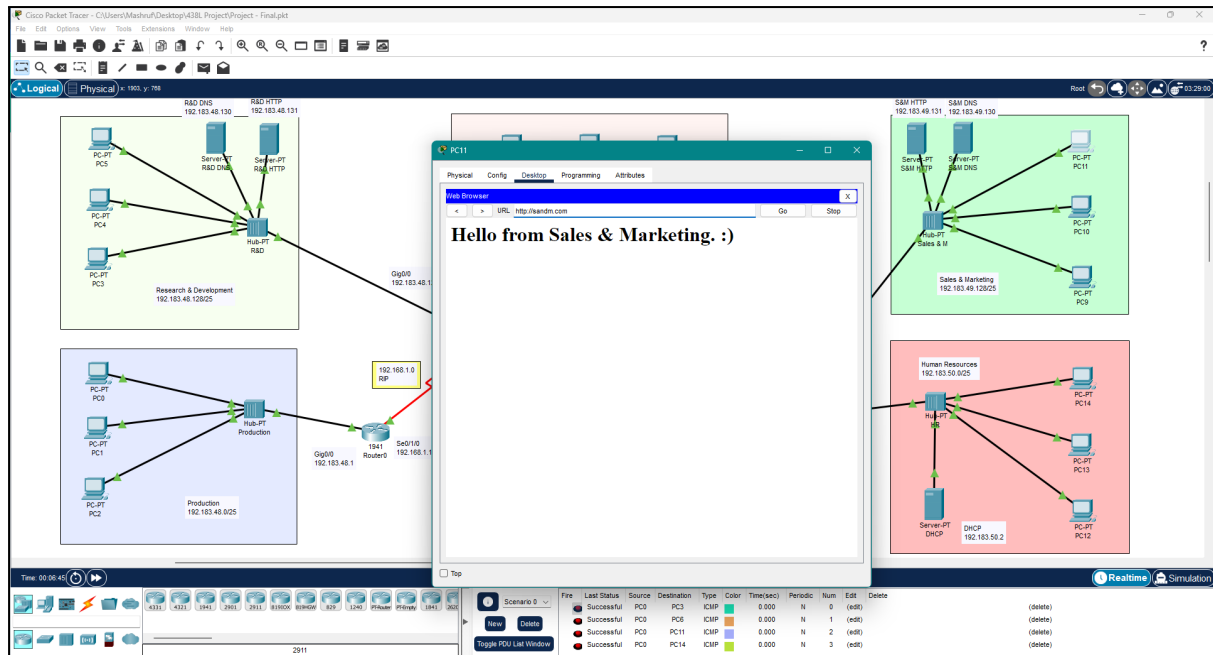 Cisco Packet Tracer - C:\Users\Mashruf\Desktop\438L Project\Project - Final.pkt
File Edit Options View Tools Extensions Window Help
?
Logical Physical x: 1903, y: 766 Root 03:29:00
R&D DNS
192.183.48.130
R&D HTTP
192.183.48.131
PC-PT
PC5
Server-PT
R&D DNS
Server-PT
R&D HTTP
PC-PT
PC4
Hub-PT
R&D
PC-PT
PC3
Research & Development
192.183.48.128/25
Gig0/0
192.183.48.1
S&M HTTP
192.183.49.131
S&M DNS
192.183.49.130
Server-PT
S&M HTTP
Server-PT
S&M DNS
PC-PT
PC11
PC-PT
PC10
Hub-PT
Sales & M
Sales & Marketing
192.183.49.128/25
PC-PT
PC9
PC11
Physical Config Desktop Programming Attributes
Web Browser X
< > URL http://sandm.com Go Stop
Hello from Sales & Marketing. :)
Top
PC-PT
PC0
PC-PT
PC1
Hub-PT
Production
PC-PT
PC2
Production
192.183.48.0/25
192.168.1.0
RIP
Gig0/0
192.183.48.1
1941
Router0
Se0/1/0
192.168.1.1
Human Resources
192.183.50.0/25
PC-PT
PC14
Hub-PT
HR
PC-PT
PC13
Server-PT
DHCP
DHCP
192.183.50.2
PC-PT
PC12
Time: 00:06:45 Realtime Simulation
4331 4321 1941 2901 2911 819IOX 819HGW 829 1240 PT-Router PT-Empty 1841
2911
Scenario 0
New Delete
Toggle PDU List Window
Fire Last Status Source Destination Type Color Time(sec) Periodic Num Edit Delete
Successful PC0 PC3 ICMP 0.000 N 0 (edit) (delete)
Successful PC0 PC6 ICMP 0.000 N 1 (edit) (delete)
Successful PC0 PC11 ICMP 0.000 N 2 (edit) (delete)
Successful PC0 PC14 ICMP 0.000 N 3 (edit) (delete)